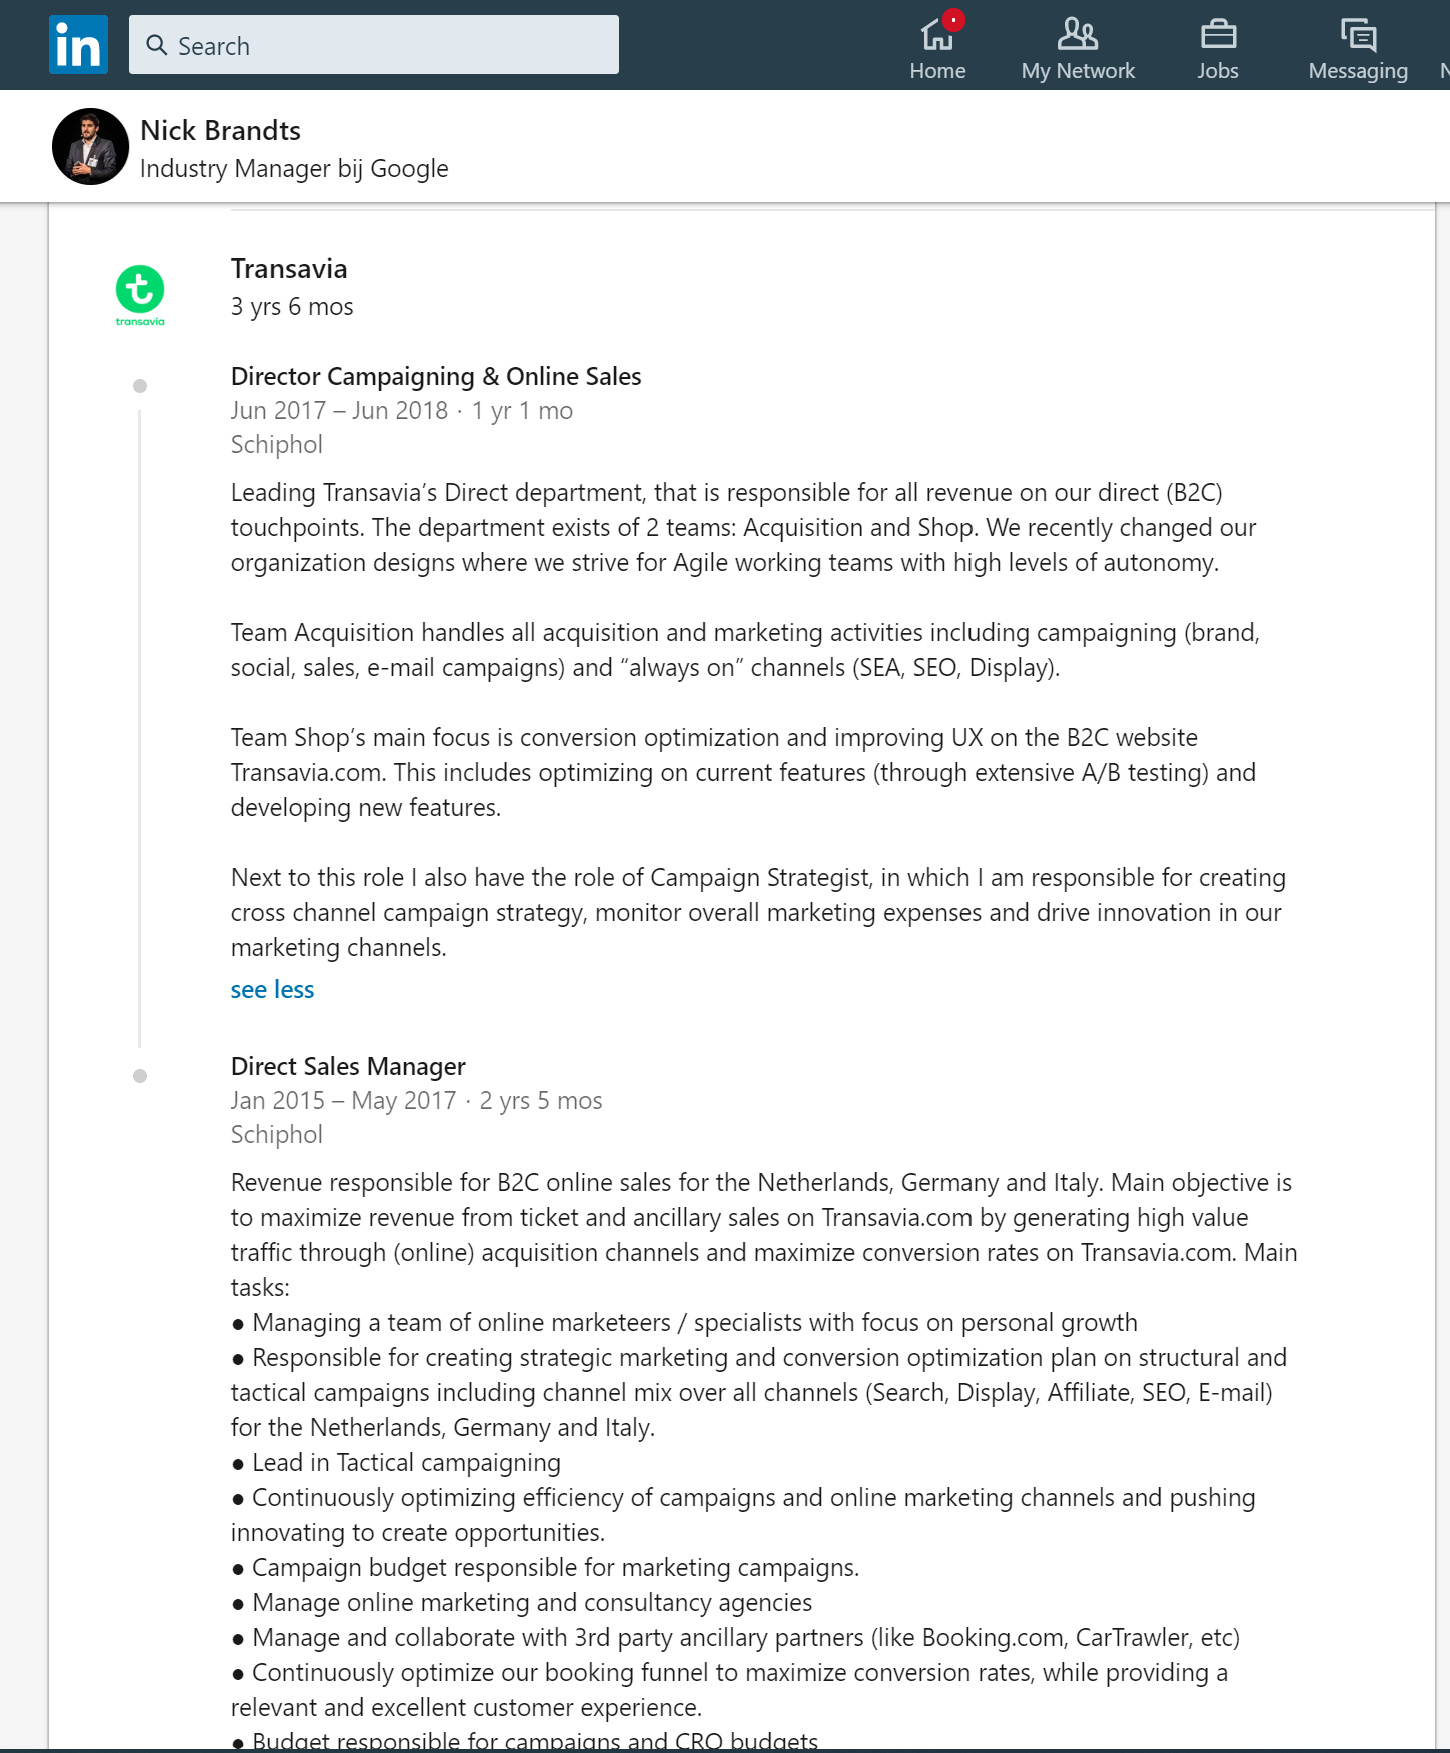 in
Search
Home
My Network
Jobs
Messaging
N
Nick Brandts
Industry Manager bij Google
transavia
Transavia
3 yrs 6 mos
Director Campaigning & Online Sales
Jun 2017 – Jun 2018 · 1 yr 1 mo
Schiphol
Leading Transavia’s Direct department, that is responsible for all revenue on our direct (B2C)
touchpoints. The department exists of 2 teams: Acquisition and Shop. We recently changed our
organization designs where we strive for Agile working teams with high levels of autonomy.
Team Acquisition handles all acquisition and marketing activities including campaigning (brand,
social, sales, e-mail campaigns) and “always on” channels (SEA, SEO, Display).
Team Shop’s main focus is conversion optimization and improving UX on the B2C website
Transavia.com. This includes optimizing on current features (through extensive A/B testing) and
developing new features.
Next to this role I also have the role of Campaign Strategist, in which I am responsible for creating
cross channel campaign strategy, monitor overall marketing expenses and drive innovation in our
marketing channels.
see less
Direct Sales Manager
Jan 2015 – May 2017 · 2 yrs 5 mos
Schiphol
Revenue responsible for B2C online sales for the Netherlands, Germany and Italy. Main objective is
to maximize revenue from ticket and ancillary sales on Transavia.com by generating high value
traffic through (online) acquisition channels and maximize conversion rates on Transavia.com. Main
tasks:
● Managing a team of online marketeers / specialists with focus on personal growth
● Responsible for creating strategic marketing and conversion optimization plan on structural and
tactical campaigns including channel mix over all channels (Search, Display, Affiliate, SEO, E-mail)
for the Netherlands, Germany and Italy.
● Lead in Tactical campaigning
● Continuously optimizing efficiency of campaigns and online marketing channels and pushing
innovating to create opportunities.
● Campaign budget responsible for marketing campaigns.
● Manage online marketing and consultancy agencies
● Manage and collaborate with 3rd party ancillary partners (like Booking.com, CarTrawler, etc)
● Continuously optimize our booking funnel to maximize conversion rates, while providing a
relevant and excellent customer experience.
● Budget responsible for campaigns and CRO budgets